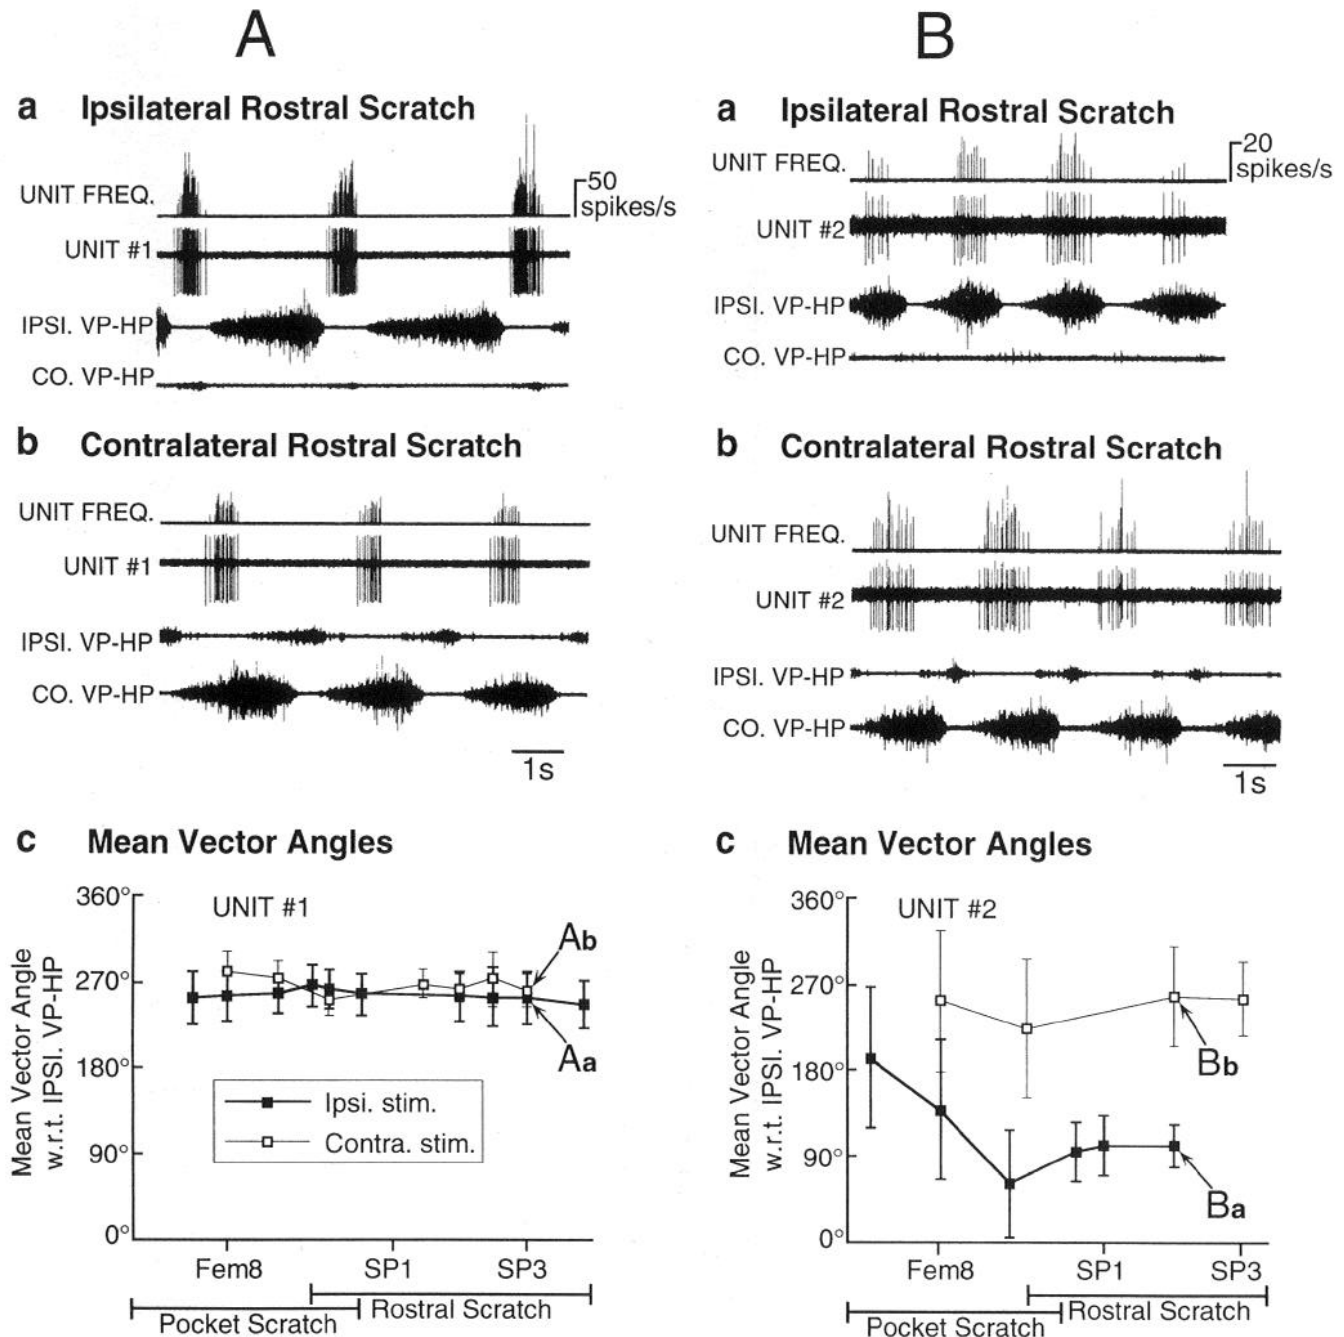 A
a Ipsilateral Rostral Scratch
UNIT FREQ.
50
spikes/s
UNIT #1
IPSI. VP-HP
CO. VP-HP
b Contralateral Rostral Scratch
UNIT FREQ.
UNIT #1
IPSI. VP-HP
CO. VP-HP
1s
c Mean Vector Angles
Mean Vector Angle
w.r.t. IPSI. VP-HP
360°
270°
180°
90°
0°
UNIT #1
Ab
Aa
Ipsi. stim.
Contra. stim.
Fem8 SP1 SP3
Rostral Scratch
Pocket Scratch
B
a Ipsilateral Rostral Scratch
UNIT FREQ.
20
spikes/s
UNIT #2
IPSI. VP-HP
CO. VP-HP
b Contralateral Rostral Scratch
UNIT FREQ.
UNIT #2
IPSI. VP-HP
CO. VP-HP
1s
c Mean Vector Angles
Mean Vector Angle
w.r.t. IPSI. VP-HP
360°
270°
180°
90°
0°
UNIT #2
Bb
Ba
Fem8 SP1 SP3
Rostral Scratch
Pocket Scratch